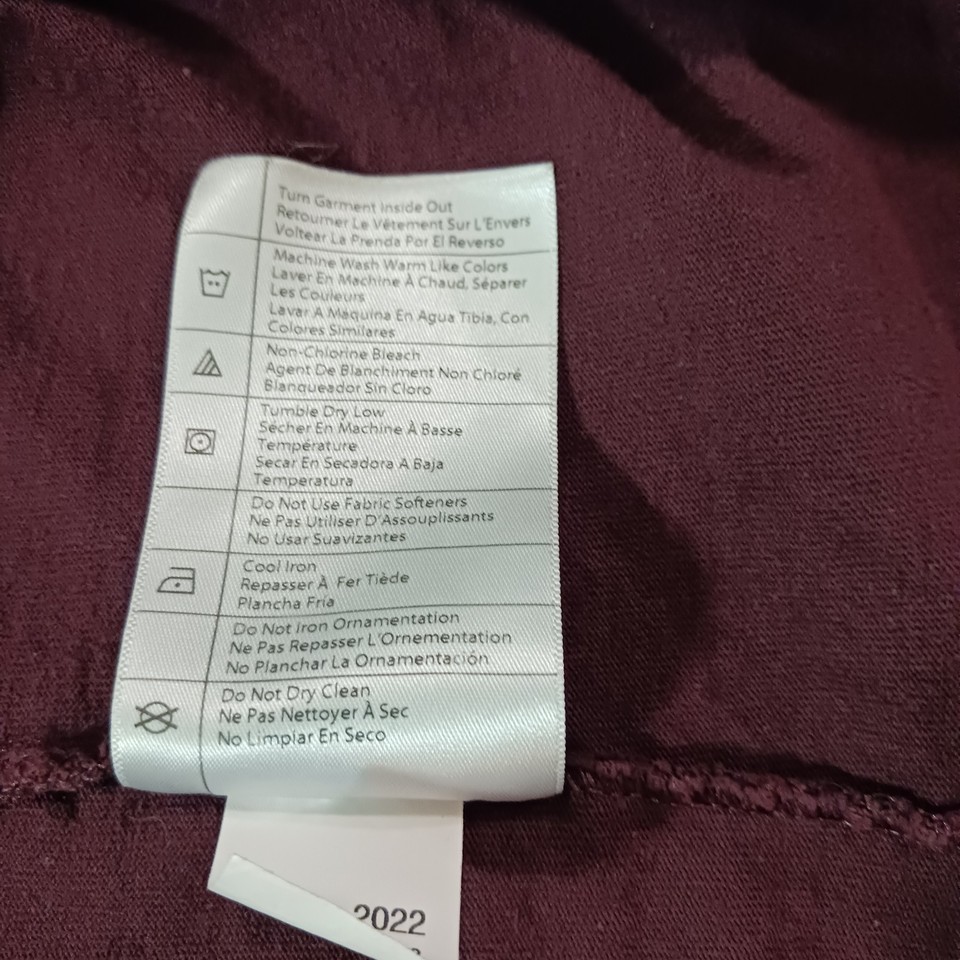 Turn Garment Inside Out
Retourner Le Vêtement Sur L'Envers
Voltear La Prenda Por El Reverso
Machine Wash Warm Like Colors
Laver En Machine À Chaud, Séparer
Les Couleurs
Lavar A Maquina En Agua Tibia, Con
Colores Similares
Non-Chlorine Bleach
Agent De Blanchiment Non Chloré
Blanqueador Sin Cloro
Tumble Dry Low
Secher En Machine À Basse
Température
Secar En Secadora A Baja
Temperatura
Do Not Use Fabric Softeners
Ne Pas Utiliser D'Assouplissants
No Usar Suavizantes
Cool Iron
Repasser À Fer Tiède
Plancha Fria
Do Not Iron Ornamentation
Ne Pas Repasser L'Ornementation
No Planchar La Ornamentación
Do Not Dry Clean
Ne Pas Nettoyer À Sec
No Limpiar En Seco
2022